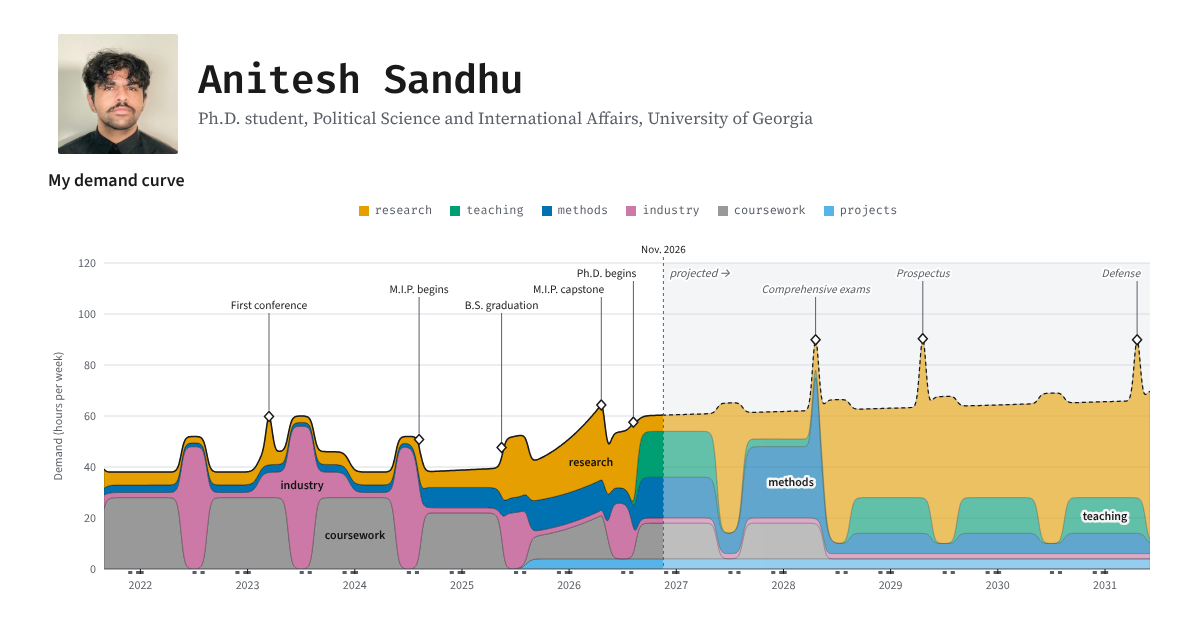 Anitesh Sandhu
Ph.D. student, Political Science and International Affairs, University of Georgia
My demand curve
research teaching methods industry coursework projects
Nov. 2026
120
Ph.D. begins projected → Prospectus Defense
M.I.P. begins M.I.P. capstone Comprehensive exams
First conference B.S. graduation
100
80
60
40
20
0
Demand (hours per week)
research
industry
methods
teaching
coursework
2022 2023 2024 2025 2026 2027 2028 2029 2030 2031